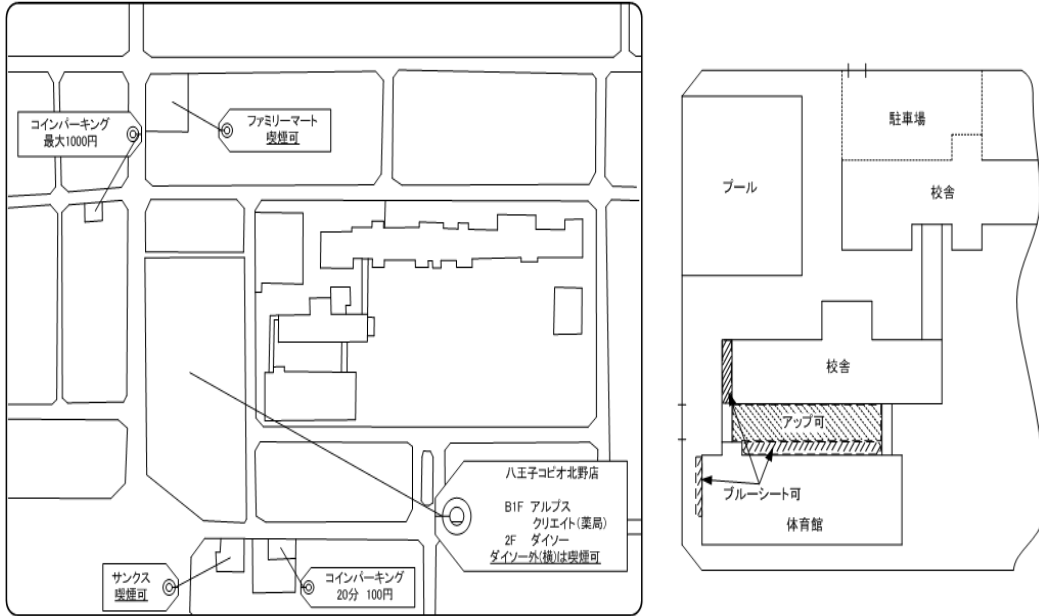 コインパーキング
最大1000円
ファミリーマート
喫煙可
八王子コピオ北野店
B1F アルプス
クリエイト(薬局)
2F ダイソー
ダイソー外(横)は喫煙可
サンクス
喫煙可
コインパーキング
20分 100円
駐車場
プール
校舎
校舎
アップ可
ブルーシート可
体育館